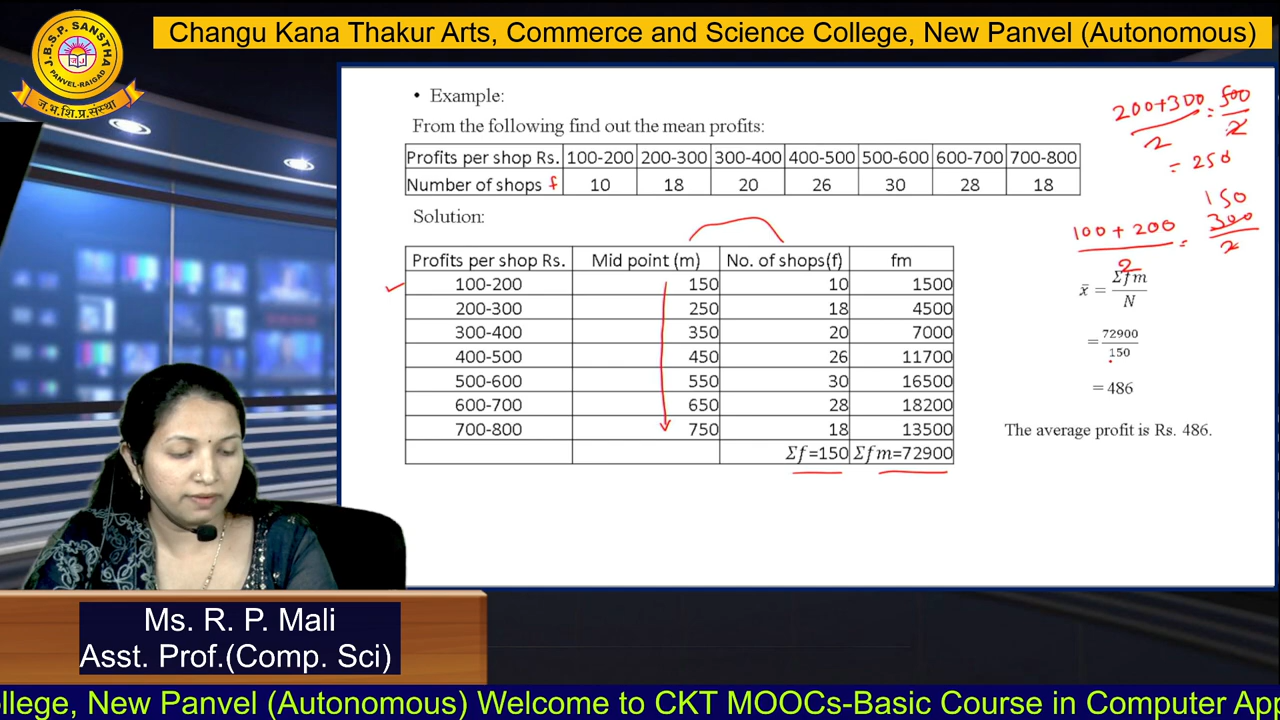 J.B.S.P. SANSTHA
PANVEL-RAIGAD
ज.भ.शि.प्र.संस्था
Changu Kana Thakur Arts, Commerce and Science College, New Panvel (Autonomous)
• Example:
From the following find out the mean profits:
Profits per shop Rs. 100-200 200-300 300-400 400-500 500-600 600-700 700-800
Number of shops f 10 18 20 26 30 28 18
Solution:
200+300 = 500
2 2
= 250
150
100 + 200 = 300
2 2
Profits per shop Rs. Mid point (m) No. of shops(f) fm
100-200 150 10 1500
200-300 250 18 4500
300-400 350 20 7000
400-500 450 26 11700
500-600 550 30 16500
600-700 650 28 18200
700-800 750 18 13500
Σf=150 Σfm=72900
x̄ = Σfm
N
= 72900
150
= 486
The average profit is Rs. 486.
Ms. R. P. Mali
Asst. Prof.(Comp. Sci)
ollege, New Panvel (Autonomous) Welcome to CKT MOOCs-Basic Course in Computer App